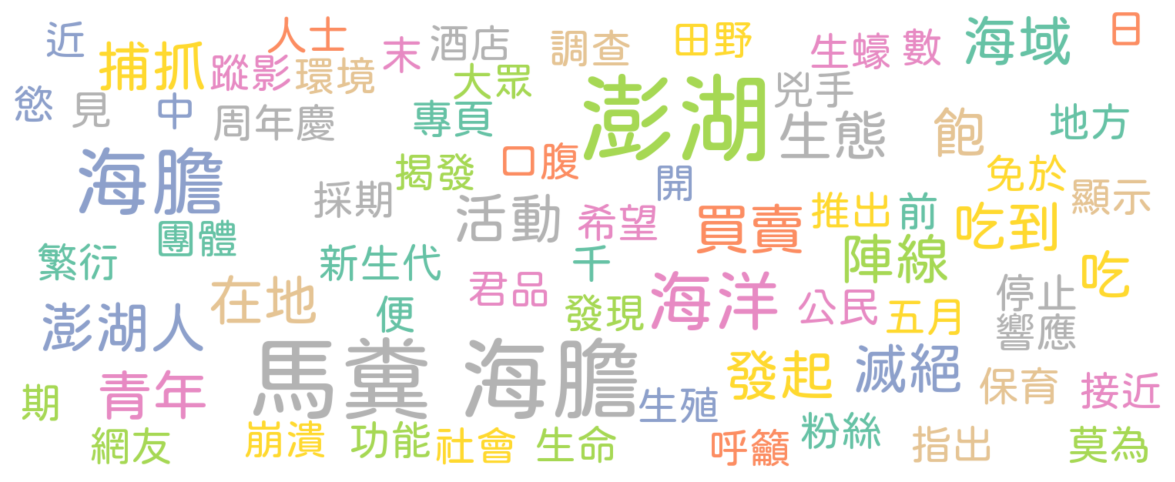 近
捕抓
人士
蹤影
環境
末
酒店
調查
田野
生蠔
數
海域
日
慾
見
中
周年慶
專頁
大眾
澎湖
兇手
生態
飽
地方
海膽
採期
揭發
口腹
開
免於
顯示
團體
活動
希望
買賣
推出
前
吃到
繁衍
新生代
千
陣線
吃
在地
君品
海洋
公民
停止
澎湖人
便
發現
五月
響應
馬糞 海膽
發起
滅絕
保育
接近
期
青年
生殖
網友
崩潰
功能
社會
生命
呼籲
粉絲
指出
莫為